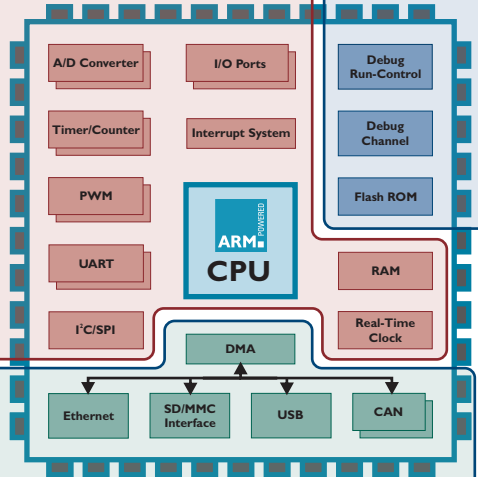 A/D Converter
I/O Ports
Debug
Run-Control
Timer/Counter
Interrupt System
Debug
Channel
PWM
Flash ROM
ARM
POWERED
CPU
UART
RAM
I²C/SPI
Real-Time
Clock
DMA
Ethernet
SD/MMC
Interface
USB
CAN